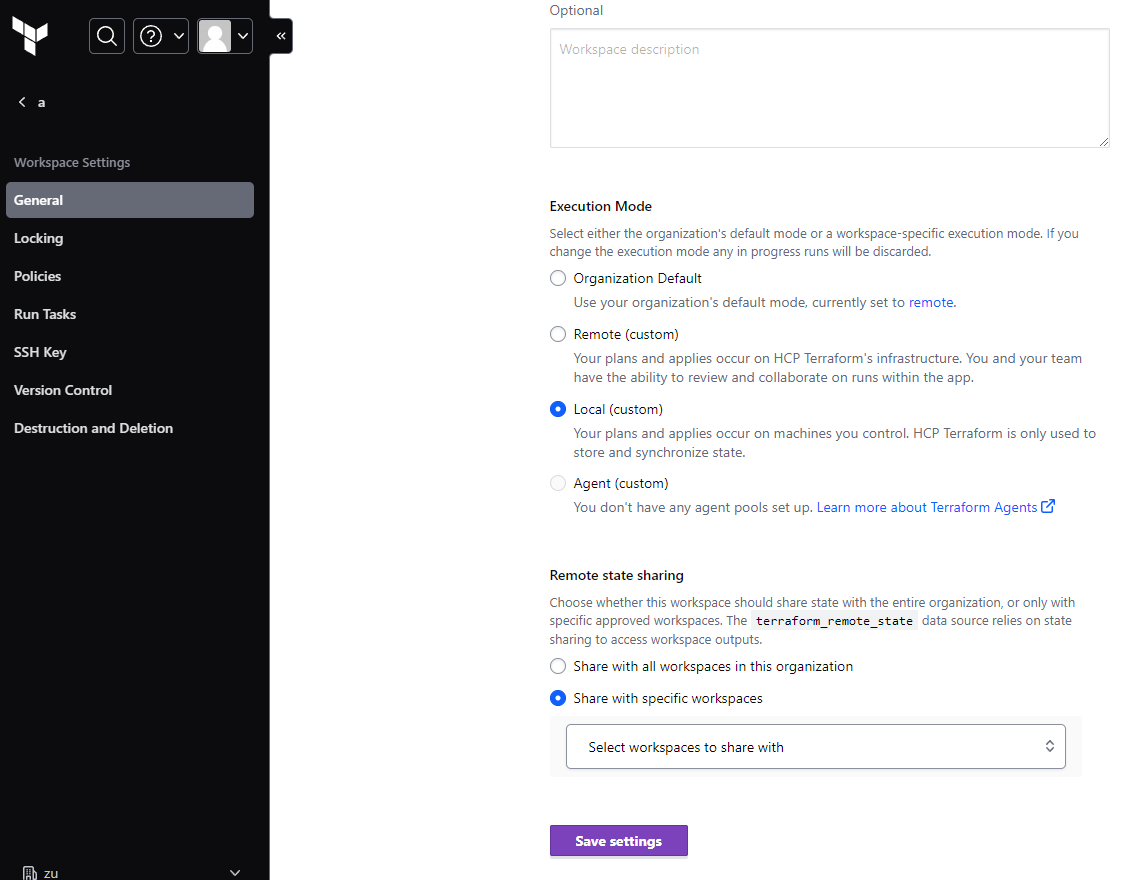 a
Workspace Settings
General
Locking
Policies
Run Tasks
SSH Key
Version Control
Destruction and Deletion
zu
Optional
Workspace description
Execution Mode
Select either the organization's default mode or a workspace-specific execution mode. If you
change the execution mode any in progress runs will be discarded.
Organization Default
Use your organization's default mode, currently set to remote.
Remote (custom)
Your plans and applies occur on HCP Terraform's infrastructure. You and your team
have the ability to review and collaborate on runs within the app.
Local (custom)
Your plans and applies occur on machines you control. HCP Terraform is only used to
store and synchronize state.
Agent (custom)
You don't have any agent pools set up. Learn more about Terraform Agents
Remote state sharing
Choose whether this workspace should share state with the entire organization, or only with
specific approved workspaces. The terraform_remote_state data source relies on state
sharing to access workspace outputs.
Share with all workspaces in this organization
Share with specific workspaces
Select workspaces to share with
Save settings